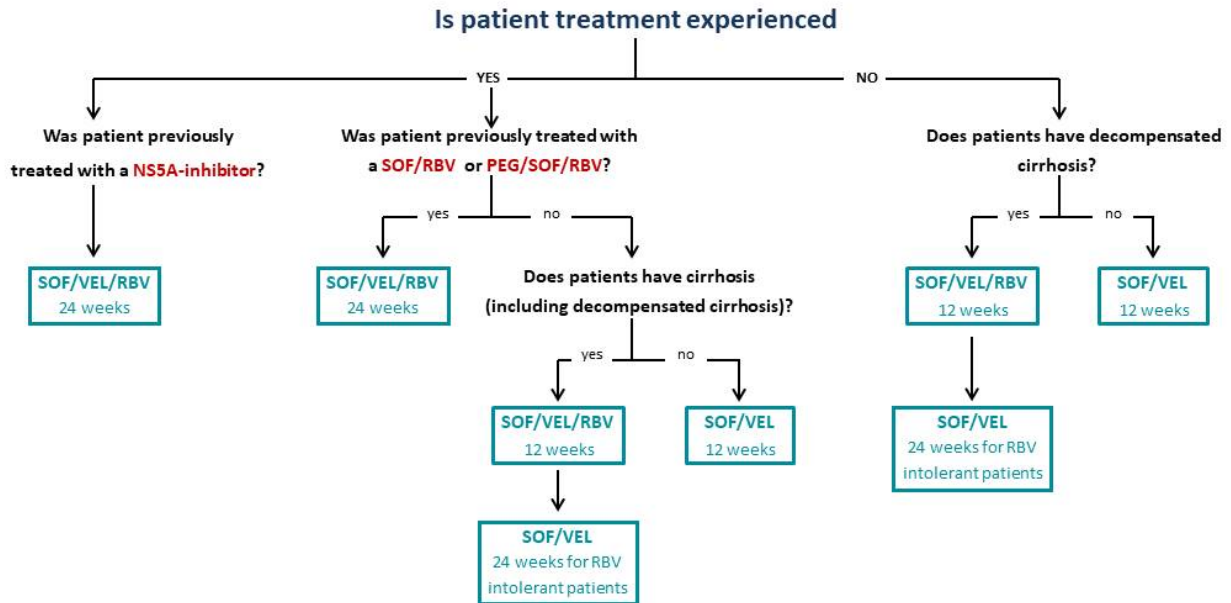 Is patient treatment experienced
YES
NO
Was patient previously
treated with a NS5A-inhibitor?
Was patient previously treated with
a SOF/RBV or PEG/SOF/RBV?
Does patients have decompensated
cirrhosis?
yes
no
yes
no
SOF/VEL/RBV
24 weeks
SOF/VEL/RBV
24 weeks
Does patients have cirrhosis
(including decompensated cirrhosis)?
SOF/VEL/RBV
12 weeks
SOF/VEL
12 weeks
yes
no
SOF/VEL/RBV
12 weeks
SOF/VEL
12 weeks
SOF/VEL
24 weeks for RBV
intolerant patients
SOF/VEL
24 weeks for RBV
intolerant patients